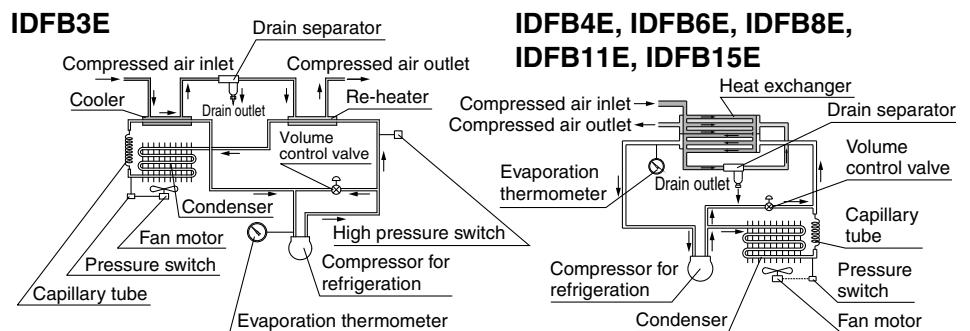 IDFB3E
Drain separator
Compressed air inlet
Compressed air outlet
Cooler
Drain outlet
Re-heater
Volume
control valve
Condenser
Fan motor
High pressure switch
Pressure switch
Compressor for
refrigeration
Capillary tube
Evaporation thermometer
IDFB4E, IDFB6E, IDFB8E,
IDFB11E, IDFB15E
Heat exchanger
Compressed air inlet
Compressed air outlet
Drain separator
Evaporation
thermometer
Drain outlet
Volume
control valve
Capillary
tube
Compressor for
refrigeration
Pressure
switch
Condenser
Fan motor